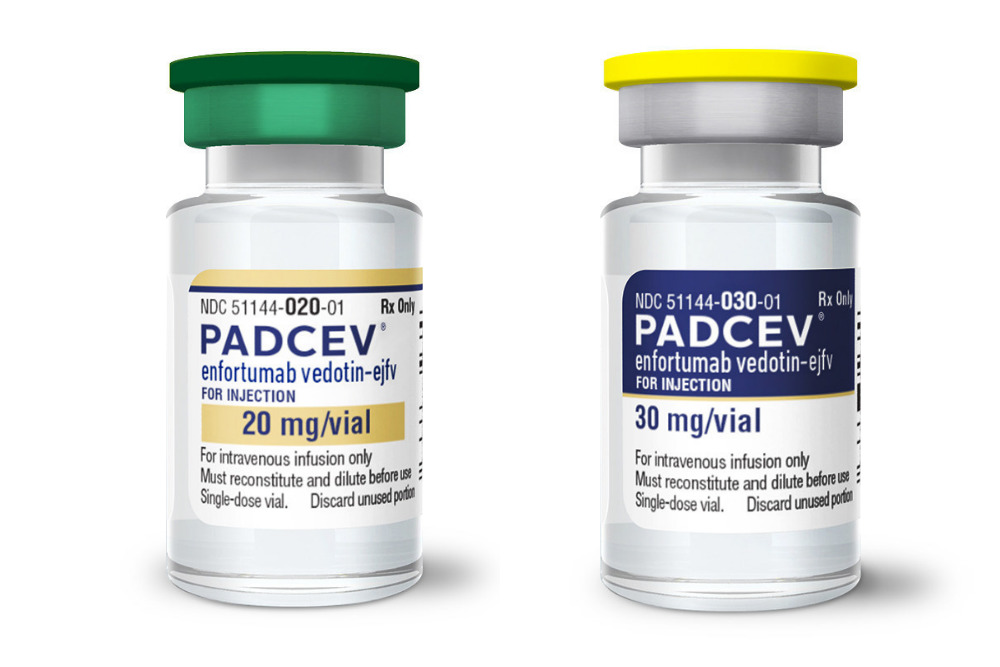 NDC 51144-020-01 Rx Only
PADCEV®
enfortumab vedotin-ejfv
FOR INJECTION
20 mg/vial
For intravenous infusion only
Must reconstitute and dilute before use
Single-dose vial. Discard unused portion
NDC 51144-030-01 Rx Only
PADCEV®
enfortumab vedotin-ejfv
FOR INJECTION
30 mg/vial
For intravenous infusion only
Must reconstitute and dilute before use
Single-dose vial. Discard unused portion